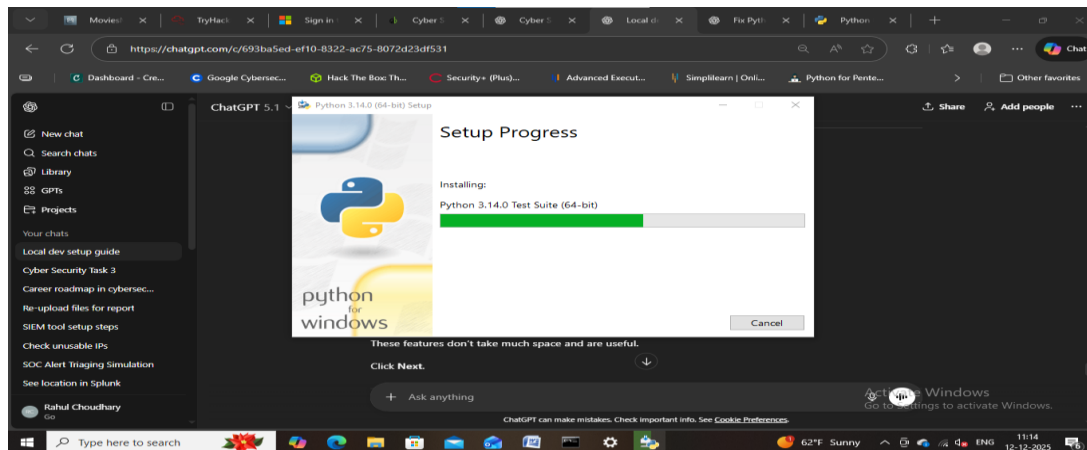 Movies!
TryHack
Sign in
Cyber S
Cyber S
Local de
Fix Pyth
Python
https://chatgpt.com/c/693ba5ed-ef10-8322-ac75-8072d23df531
Chat
Dashboard - Cre...
Google Cybersec...
Hack The Box: Th...
Security+ (Plus)...
Advanced Execut...
Simplilearn | Onli...
Python for Pente...
Other favorites
ChatGPT 5.1
Share
Add people
New chat
Search chats
Library
GPTs
Projects
Your chats
Local dev setup guide
Cyber Security Task 3
Career roadmap in cybersec...
Re-upload files for report
SIEM tool setup steps
Check unusable IPs
SOC Alert Triaging Simulation
See location in Splunk
Rahul Choudhary
Go
Python 3.14.0 (64-bit) Setup
Setup Progress
Installing:
Python 3.14.0 Test Suite (64-bit)
python
for
windows
Cancel
These features don't take much space and are useful.
Click Next.
Ask anything
ChatGPT can make mistakes. Check important info. See Cookie Preferences.
Activate Windows
Go to Settings to activate Windows.
Type here to search
62°F Sunny
ENG
11:14
12-12-2025